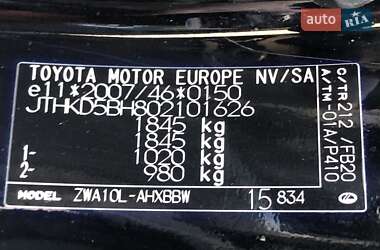 auto RIA
TOYOTA MOTOR EUROPE NV/SA
e11*2007/46*0150
JTHKD5BH802101626
1845 kg
1845 kg
1- 1020 kg
2- 980 kg
MODEL ZWA10L-AHXBBW 15 834
C/TR 212 /FB20
A/TM -01A/P410